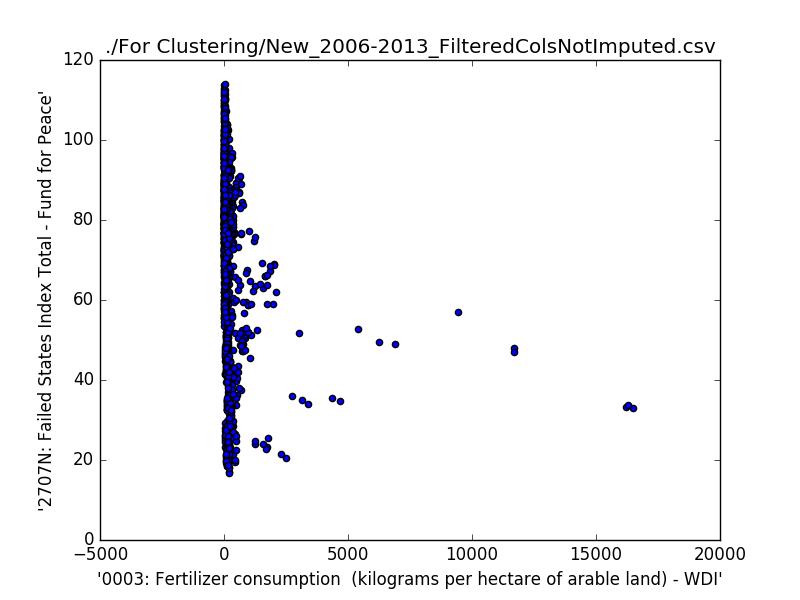 ./For Clustering/New_2006-2013_FilteredColsNotImputed.csv
120
100
80
60
40
20
0
'2707N: Failed States Index Total - Fund for Peace'
−5000 0 5000 10000 15000 20000
'0003: Fertilizer consumption  (kilograms per hectare of arable land) - WDI'